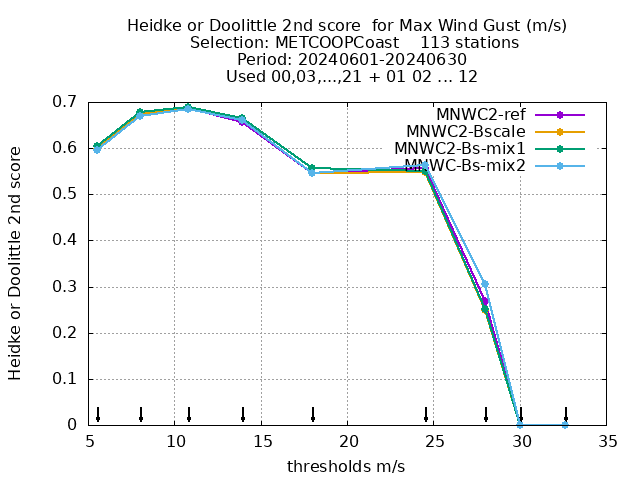 Heidke or Doolittle 2nd score  for Max Wind Gust (m/s)
Selection: METCOOPCoast    113 stations
Period: 20240601-20240630
Used 00,03,...,21 + 01 02 ... 12
MNWC2-ref
MNWC2-Bscale
MNWC2-Bs-mix1
MNWC-Bs-mix2
Heidke or Doolittle 2nd score
0.7
0.6
0.5
0.4
0.3
0.2
0.1
0
5 10 15 20 25 30 35
thresholds m/s